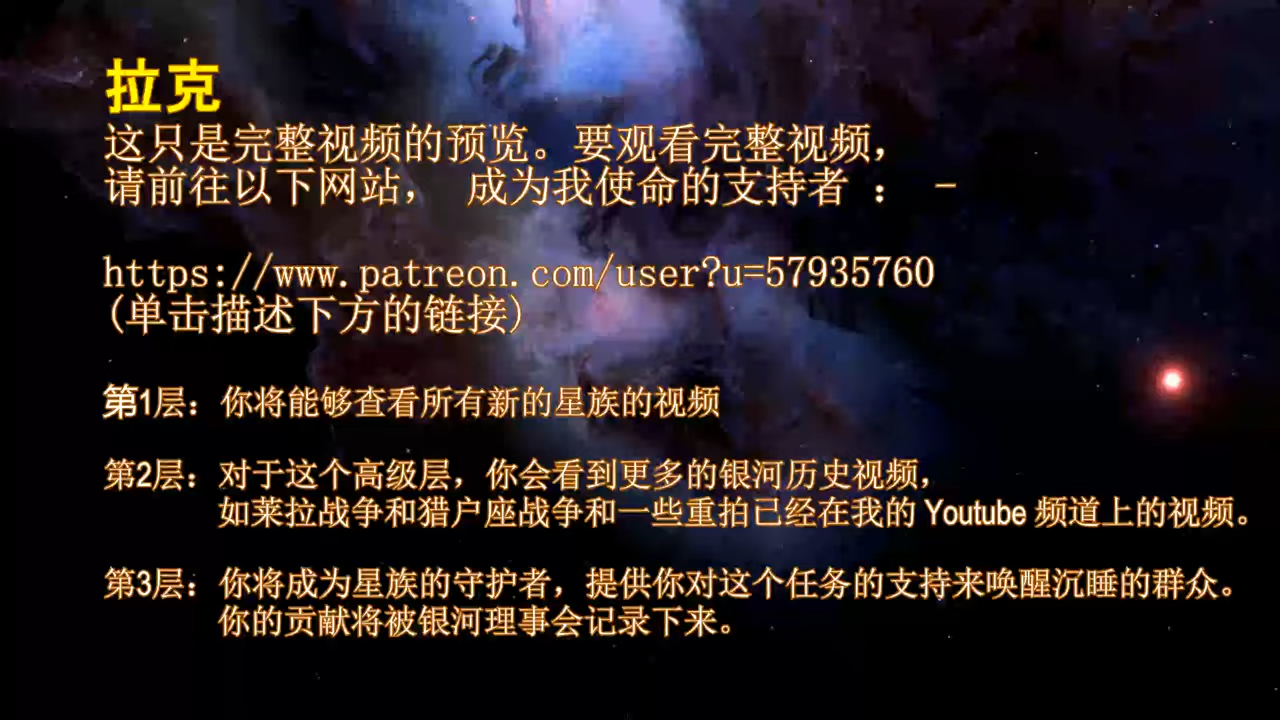 拉克
这只是完整视频的预览。要观看完整视频，
请前往以下网站， 成为我使命的支持者 ： -
https://www.patreon.com/user?u=57935760
(单击描述下方的链接)
第1层：你将能够查看所有新的星族的视频
第2层：对于这个高级层，你会看到更多的银河历史视频，
如莱拉战争和猎户座战争和一些重拍已经在我的 Youtube 频道上的视频。
第3层：你将成为星族的守护者，提供你对这个任务的支持来唤醒沉睡的群众。
你的贡献将被银河理事会记录下来。